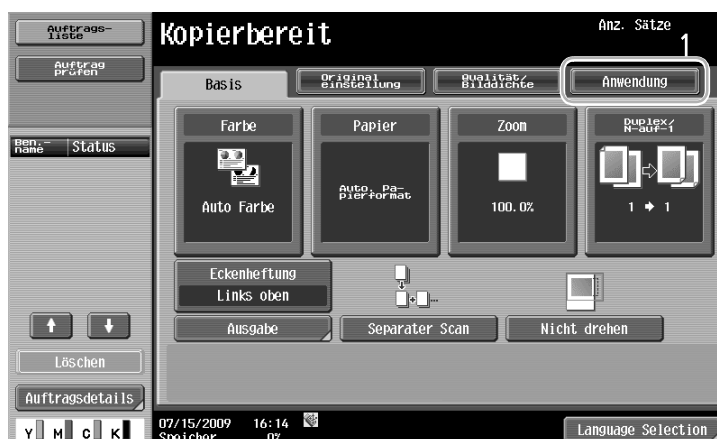 Auftrags-
liste
Auftrag
prüfen
Ben.-
name
Status
Löschen
Auftragsdetails
Y M C K
Kopierbereit
Anz. Sätze
1
Basis
Original
einstellung
Qualität/
Bilddichte
Anwendung
Farbe
Auto Farbe
Papier
Auto. Pa-
pierformat
Zoom
100.0%
Duplex/
N-auf-1
1 → 1
Eckenheftung
Links oben
Ausgabe
Separater Scan
Nicht drehen
07/15/2009 16:14
Speicher 0%
Language Selection